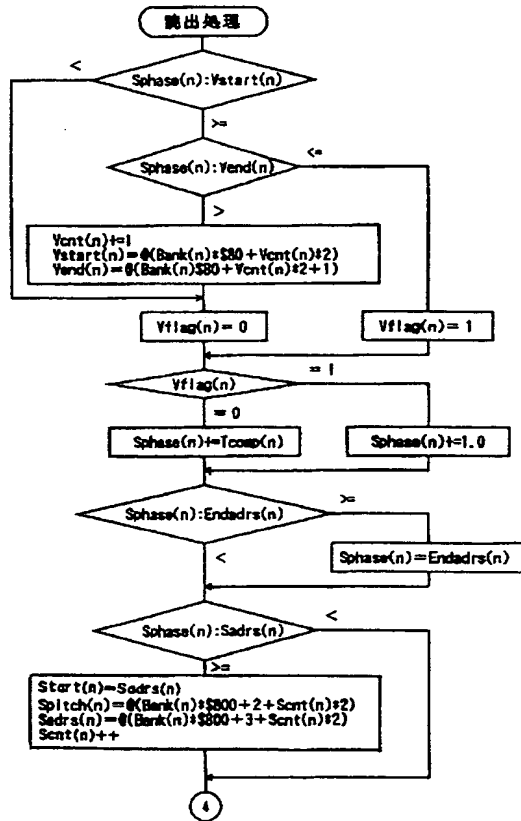 読出処理
<
Sphase(n):Vstart(n)
>=
<=
Sphase(n):Vend(n)
>
Vcnt(n)+=1
Vstart(n)=@(Bank(n)*$80+Vcnt(n)*2)
Vend(n)=@(Bank(n)$80+Vcnt(n)*2+1)
Vflag(n)=0
Vflag(n)=1
Vflag(n)
=1
=0
Sphase(n)+=Tcomp(n)
Sphase(n)+=1.0
Sphase(n):Endadrs(n)
>=
<
Sphase(n)=Endadrs(n)
<
Sphase(n):Sadrs(n)
>=
Start(n)=Sadrs(n)
Spitch(n)=@(Bank(n)*$800+2+Scnt(n)*2)
Sadrs(n)=@(Bank(n)*$800+3+Scnt(n)*2)
Scnt(n)++
4